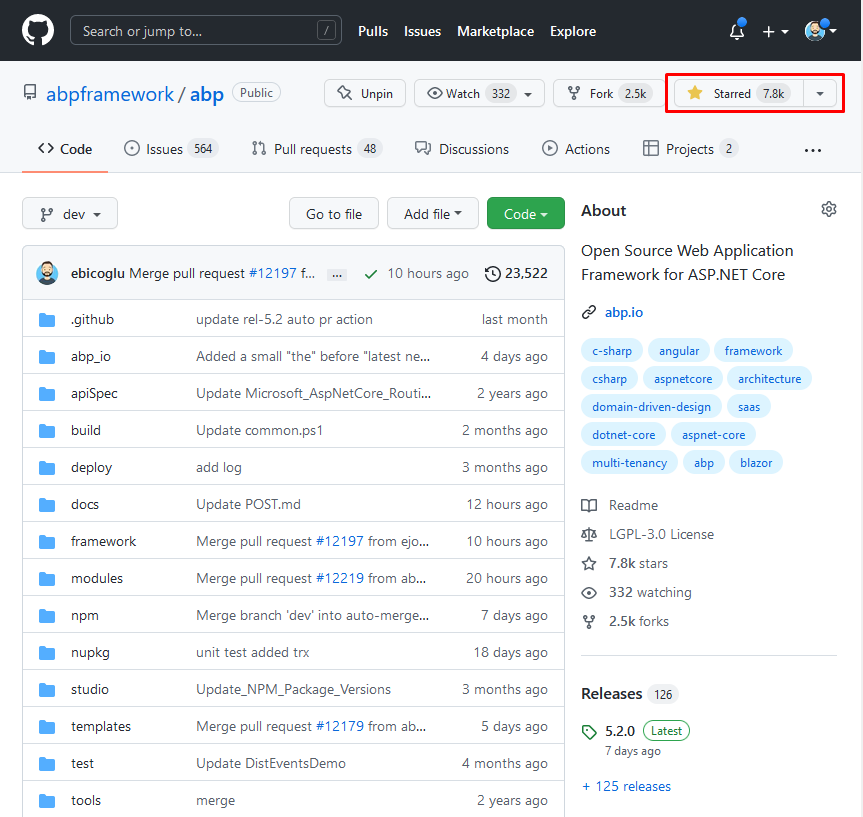 Search or jump to… / Pulls Issues Marketplace Explore
abpframework / abp Public Unpin Watch 332 Fork 2.5k Starred 7.8k
Code Issues 564 Pull requests 48 Discussions Actions Projects 2 ...
dev Go to file Add file Code
ebicoglu Merge pull request #12197 f… ... 10 hours ago 23,522
.github update rel-5.2 auto pr action last month
abp_io Added a small "the" before "latest ne… 4 days ago
apiSpec Update Microsoft_AspNetCore_Routi… 2 years ago
build Update common.ps1 2 months ago
deploy add log 3 months ago
docs Update POST.md 12 hours ago
framework Merge pull request #12197 from ejo… 10 hours ago
modules Merge pull request #12219 from ab… 20 hours ago
npm Merge branch 'dev' into auto-merge… 7 days ago
nupkg unit test added trx 18 days ago
studio Update_NPM_Package_Versions 3 months ago
templates Merge pull request #12179 from ab… 5 days ago
test Update DistEventsDemo 4 months ago
tools merge 2 years ago
About
Open Source Web Application
Framework for ASP.NET Core
abp.io
c-sharp angular framework
csharp aspnetcore architecture
domain-driven-design saas
dotnet-core aspnet-core
multi-tenancy abp blazor
Readme
LGPL-3.0 License
7.8k stars
332 watching
2.5k forks
Releases 126
5.2.0 Latest
7 days ago
+ 125 releases